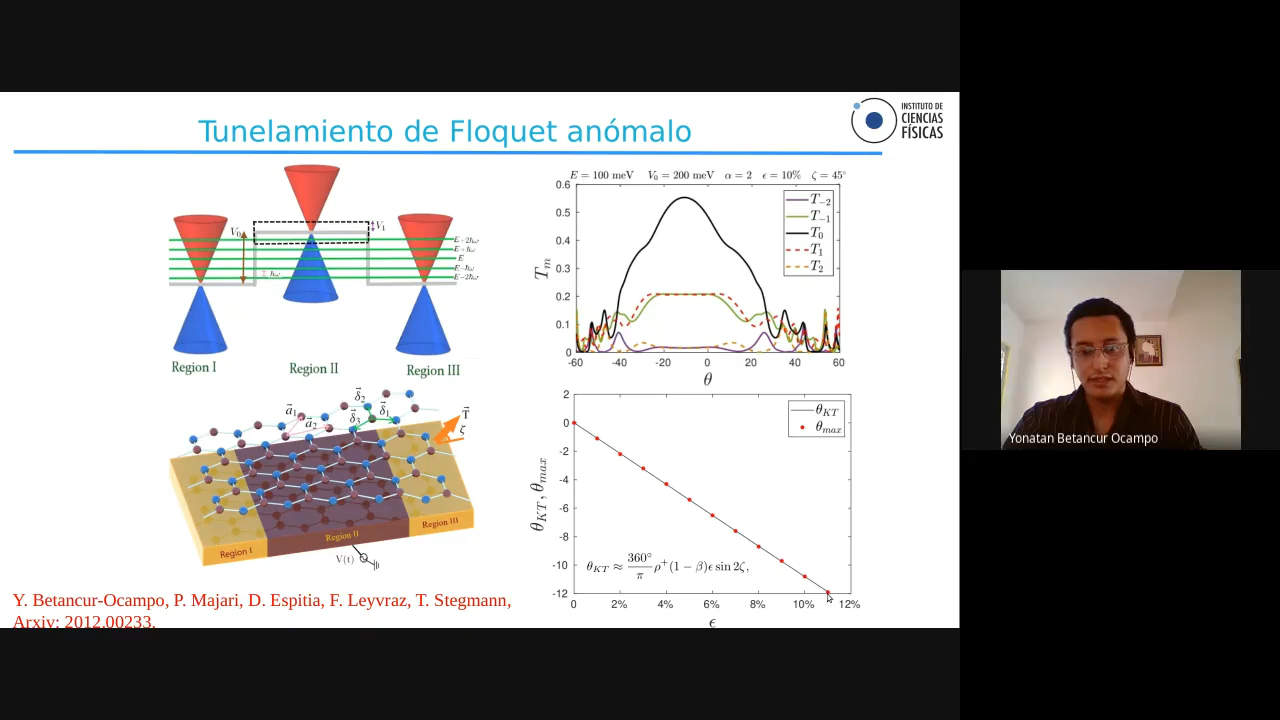 Tunelamiento de Floquet anómalo
INSTITUTO DE
CIENCIAS
FÍSICAS
V₀
V₁
E+2ħω
E+ħω
E
E−ħω
E−2ħω
ħω
Region I
Region II
Region III
E = 100 meV V₀ = 200 meV α = 2 ϵ = 10% ζ = 45°
0.6
0.5
0.4
0.3
0.2
0.1
0
Tₘ
T₋₂
T₋₁
T₀
T₁
T₂
-60 -40 -20 0 20 40 60
θ
a⃗₁
a⃗₂
δ⃗₂
δ⃗₁
δ⃗₃
T⃗
ζ
Region I
Region II
Region III
V(t)
2
0
-2
-4
-6
-8
-10
-12
θ_KT, θ_max
θ_KT
θ_max
θ_KT ≈ 360°/π ρ⁺(1 − β)ϵ sin 2ζ,
0 2% 4% 6% 8% 10% 12%
ϵ
Y. Betancur-Ocampo, P. Majari, D. Espitia, F. Leyvraz, T. Stegmann,
Arxiv: 2012.00233.
Yonatan Betancur Ocampo